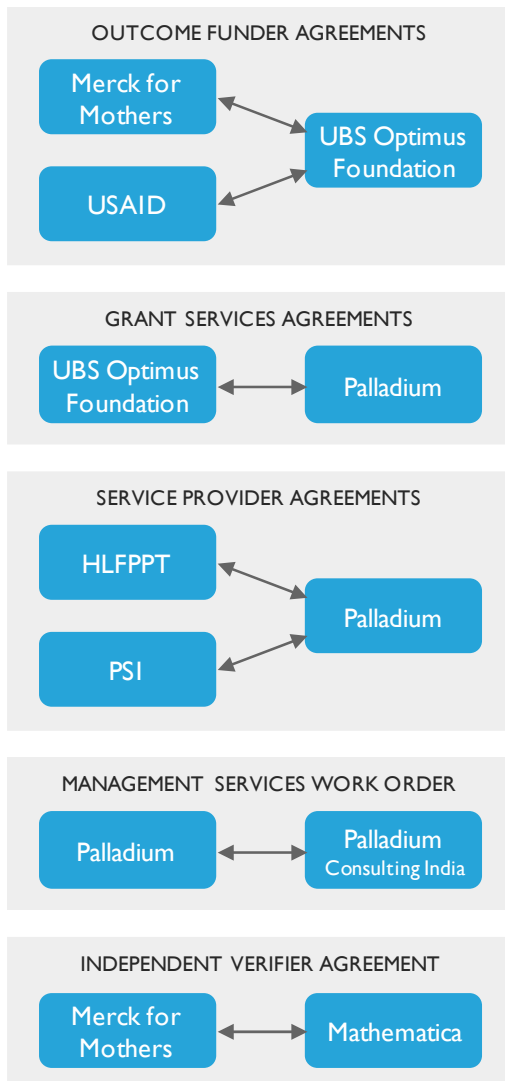 OUTCOME FUNDER AGREEMENTS
Merck for
Mothers
UBS Optimus
Foundation
USAID
GRANT SERVICES AGREEMENTS
UBS Optimus
Foundation
Palladium
SERVICE PROVIDER AGREEMENTS
HLFPPT
Palladium
PSI
MANAGEMENT SERVICES WORK ORDER
Palladium
Palladium
Consulting India
INDEPENDENT VERIFIER AGREEMENT
Merck for
Mothers
Mathematica